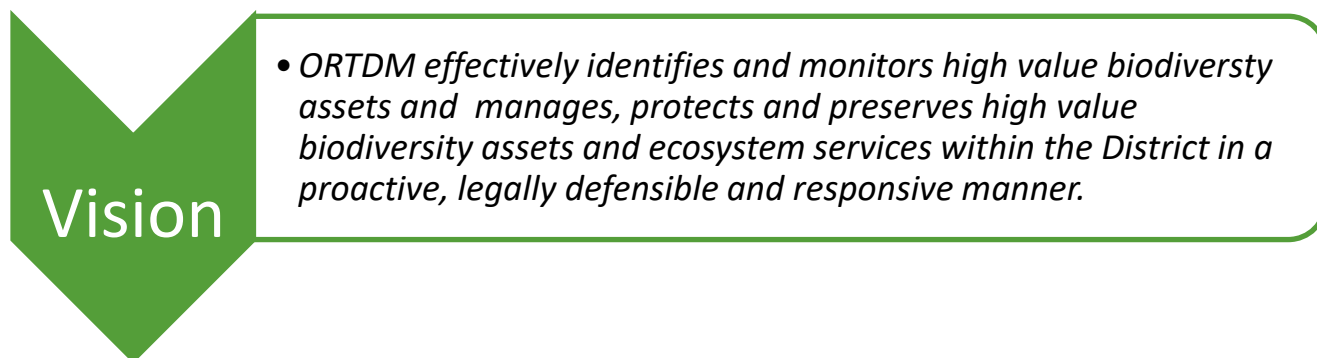 Vision
• ORTDM effectively identifies and monitors high value biodiversty
assets and  manages, protects and preserves high value
biodiversity assets and ecosystem services within the District in a
proactive, legally defensible and responsive manner.